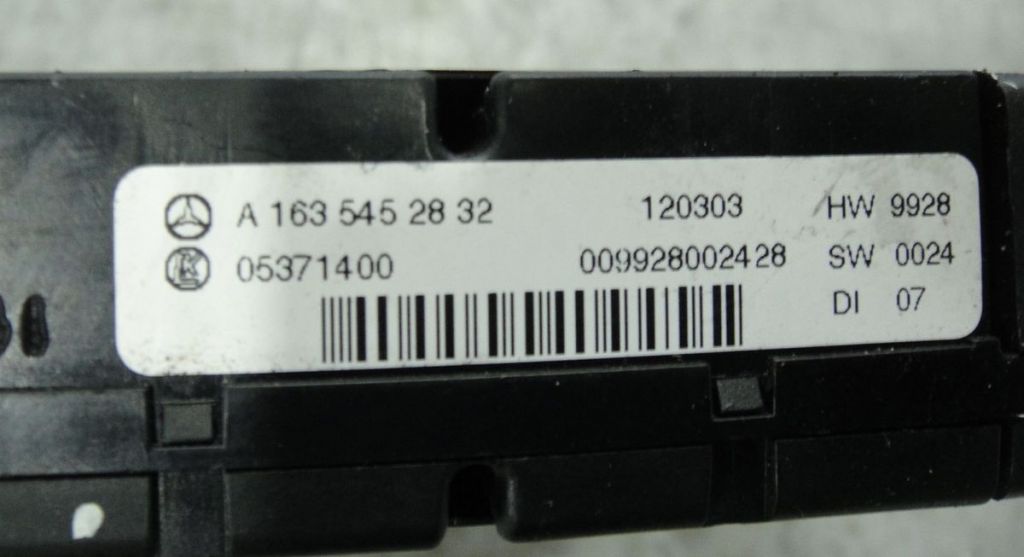 A 163 545 28 32 120303 HW 9928
05371400 009928002428 SW 0024
DI 07